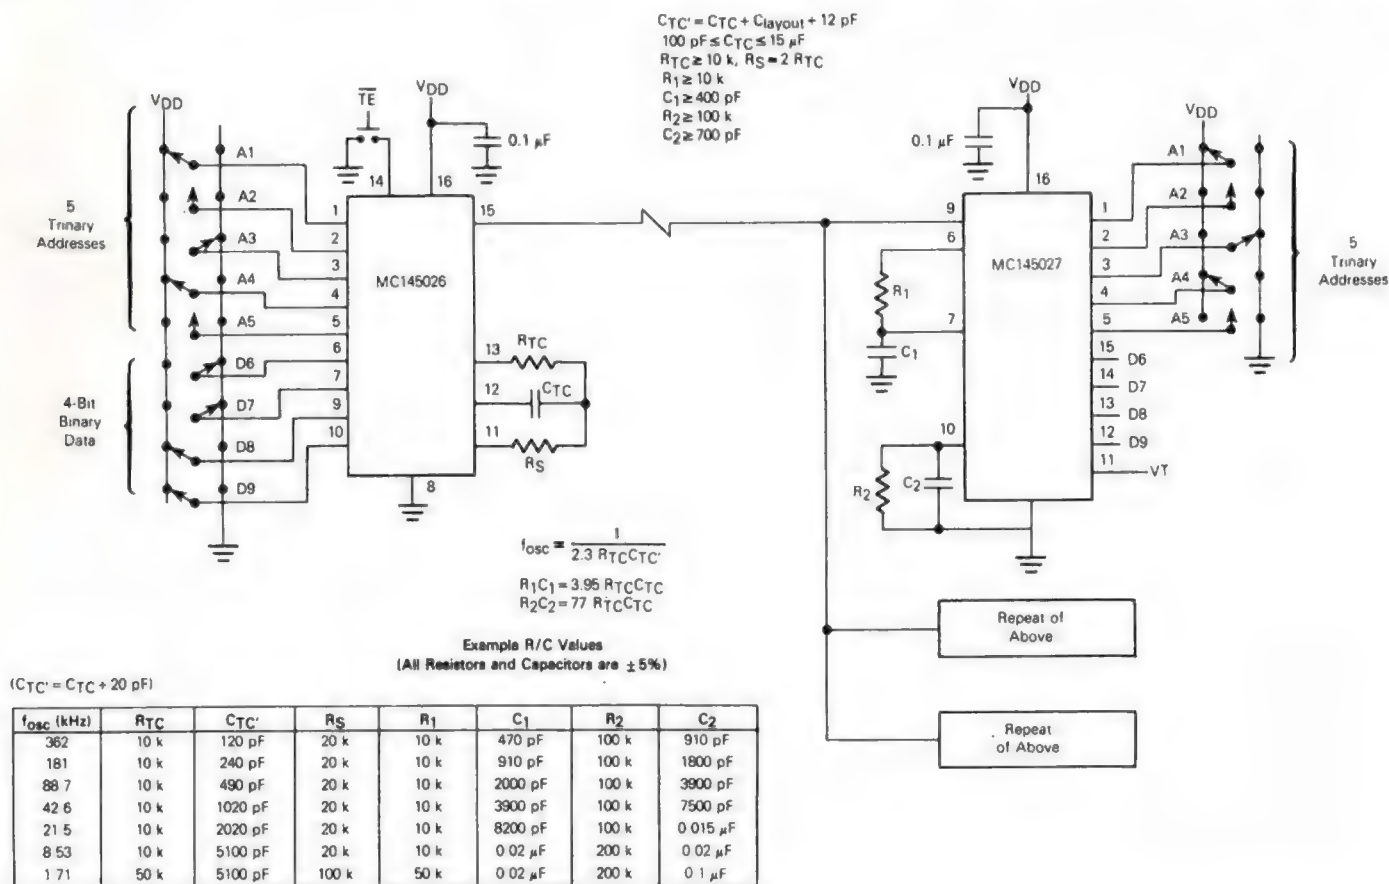 CTC' = CTC + Clayout + 12 pF
100 pF ≤ CTC ≤ 15 µF
RTC ≥ 10 k, RS = 2 RTC
R1 ≥ 10 k
C1 ≥ 400 pF
R2 ≥ 100 k
C2 ≥ 700 pF
VDD
TE
VDD
0.1 µF
14
16
5
Trinary
Addresses
A1
A2
A3
A4
A5
4-Bit
Binary
Data
D6
D7
D8
D9
1
2
3
4
5
6
7
9
10
MC145026
15
13
12
11
8
RTC
CTC
RS
VDD
0.1 µF
16
9
6
7
10
R1
C1
R2
C2
MC145027
1
2
3
4
5
15
14
13
12
11
D6
D7
D8
D9
VT
VDD
A1
A2
A3
A4
A5
5
Trinary
Addresses
fosc ≅ 1
2.3 RTCCTC'
R1C1 = 3.95 RTCCTC
R2C2 = 77 RTCCTC
Repeat of
Above
Repeat
of Above
Example R/C Values
(All Resistors and Capacitors are ±5%)
(CTC' = CTC + 20 pF)
fosc (kHz) RTC CTC' RS R1 C1 R2 C2
362 10 k 120 pF 20 k 10 k 470 pF 100 k 910 pF
181 10 k 240 pF 20 k 10 k 910 pF 100 k 1800 pF
88 7 10 k 490 pF 20 k 10 k 2000 pF 100 k 3900 pF
42 6 10 k 1020 pF 20 k 10 k 3900 pF 100 k 7500 pF
21 5 10 k 2020 pF 20 k 10 k 8200 pF 100 k 0 015 µF
8 53 10 k 5100 pF 20 k 10 k 0 02 µF 200 k 0 02 µF
1 71 50 k 5100 pF 100 k 50 k 0 02 µF 200 k 0 1 µF